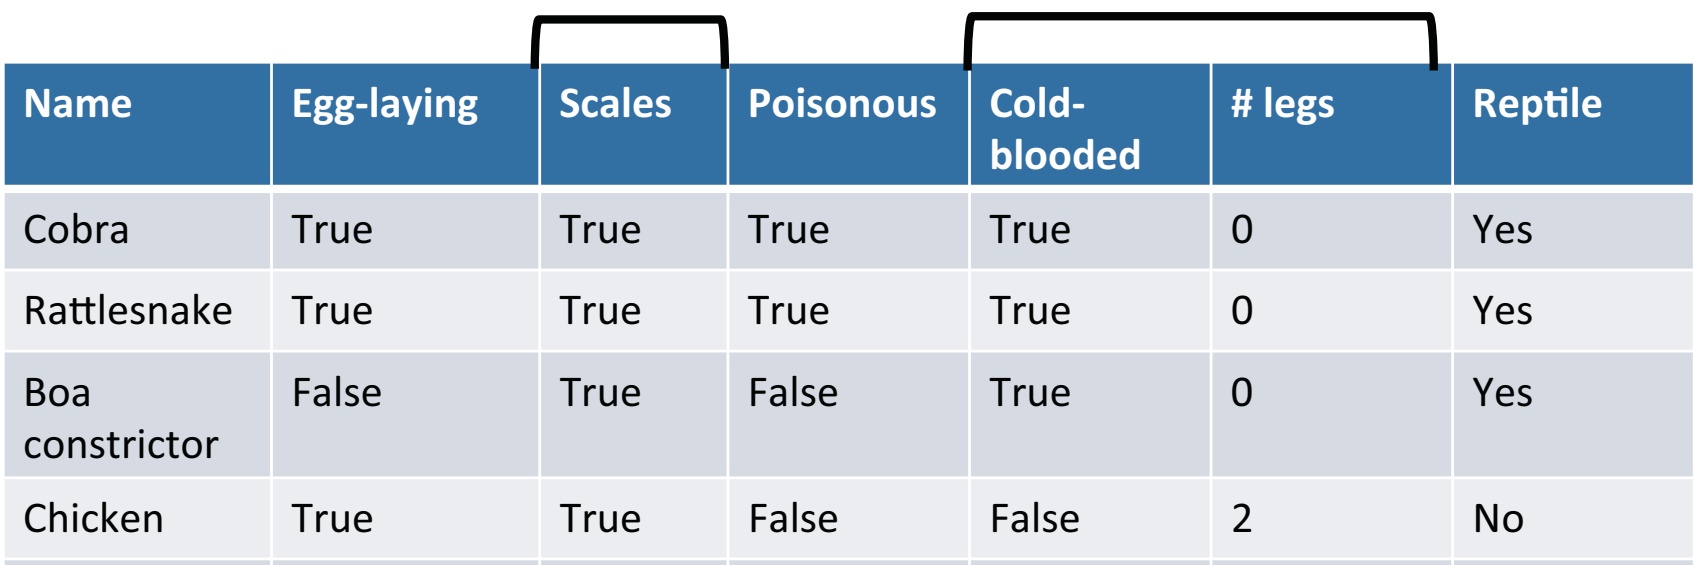 Name Egg-laying Scales Poisonous Cold-blooded # legs Reptile
Cobra True True True True 0 Yes
Rattlesnake True True True True 0 Yes
Boa constrictor False True False True 0 Yes
Chicken True True False False 2 No